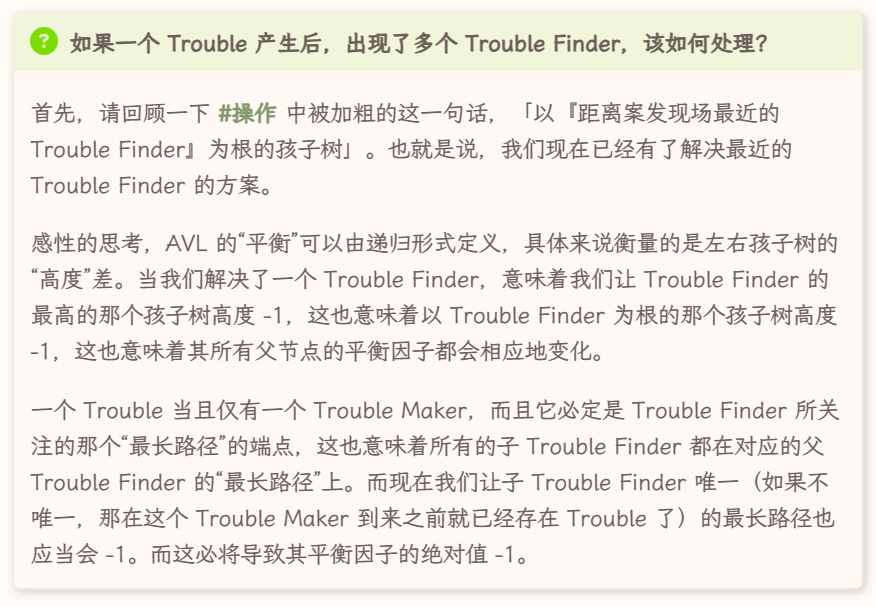 如果一个 Trouble 产生后，出现了多个 Trouble Finder，该如何处理？
首先，请回顾一下 #操作 中被加粗的这一句话，「以『距离案发现场最近的
Trouble Finder』为根的孩子树」。也就是说，我们现在已经有了解决最近的
Trouble Finder 的方案。
感性的思考，AVL 的“平衡”可以由递归形式定义，具体来说衡量的是左右孩子树的
“高度”差。当我们解决了一个 Trouble Finder，意味着我们让 Trouble Finder 的
最高的那个孩子树高度 -1，这也意味着以 Trouble Finder 为根的那个孩子树高度
-1，这也意味着其所有父节点的平衡因子都会相应地变化。
一个 Trouble 当且仅有一个 Trouble Maker，而且它必定是 Trouble Finder 所关
注的那个“最长路径”的端点，这也意味着所有的子 Trouble Finder 都在对应的父
Trouble Finder 的“最长路径”上。而现在我们让子 Trouble Finder 唯一（如果不
唯一，那在这个 Trouble Maker 到来之前就已经存在 Trouble 了）的最长路径也
应当会 -1。而这必将导致其平衡因子的绝对值 -1。